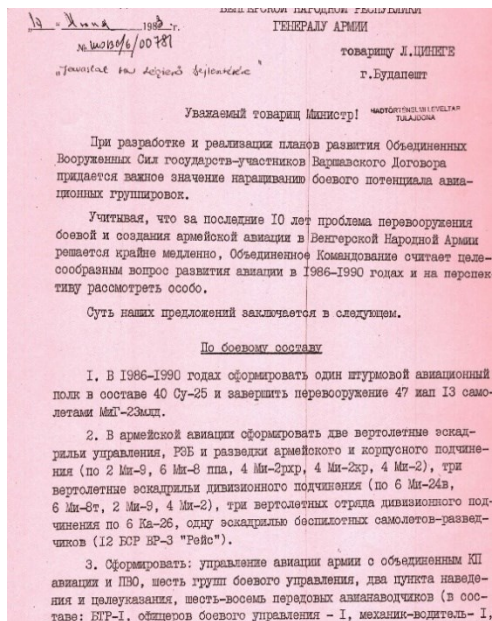 ВЕНГЕРСКОЙ НАРОДНОЙ РЕСПУБЛИКИ
1983 г.
ГЕНЕРАЛУ АРМИИ
товарищу Л.ЦИНЕГЕ
г.Будапешт
Уважаемый товарищ Министр!
HADTÖRTÉNELMI LEVÉLTÁR
TULAJDONA
При разработке и реализации планов развития Объединенных
Вооруженных Сил государств-участников Варшавского Договора
придается важное значение наращиванию боевого потенциала авиа-
ционных группировок.
Учитывая, что за последние 10 лет проблема перевооружения
боевой и создания армейской авиации в Венгерской Народной Армии
решается крайне медленно, Объединенное Командование считает целе-
сообразным вопрос развития авиации в 1986-1990 годах и на перспек
тиву рассмотреть особо.
Суть наших предложений заключается в следующем.
По боевому составу
1. В 1986-1990 годах сформировать один штурмовой авиационный
полк в составе 40 Су-25 и завершить перевооружение 47 иап 13 само-
летами МиГ-23млд.
2. В армейской авиации сформировать две вертолетные эскад-
рильи управления, РЭБ и разведки армейского и корпусного подчине-
ния (по 2 Ми-9, 6 Ми-8 ппа, 4 Ми-2рхр, 4 Ми-2кр, 4 Ми-2), три
вертолетные эскадрильи дивизионного подчинения (по 6 Ми-24в,
6 Ми-8т, 2 Ми-9, 4 Ми-2), три вертолетных отряда дивизионного под-
чинения по 6 Ка-26, одну эскадрилью беспилотных самолетов-развед-
чиков (12 БСР ВР-3 "Рейс").
3. Сформировать: управление авиации армии с объединенным КП
авиации и ПВО, шесть групп боевого управления, два пункта наведе-
ния и целеуказания, шесть-восемь передовых авианаводчиков (в сос-
таве: БТР-1, офицеров боевого управления - 1, механик-водитель- 1,